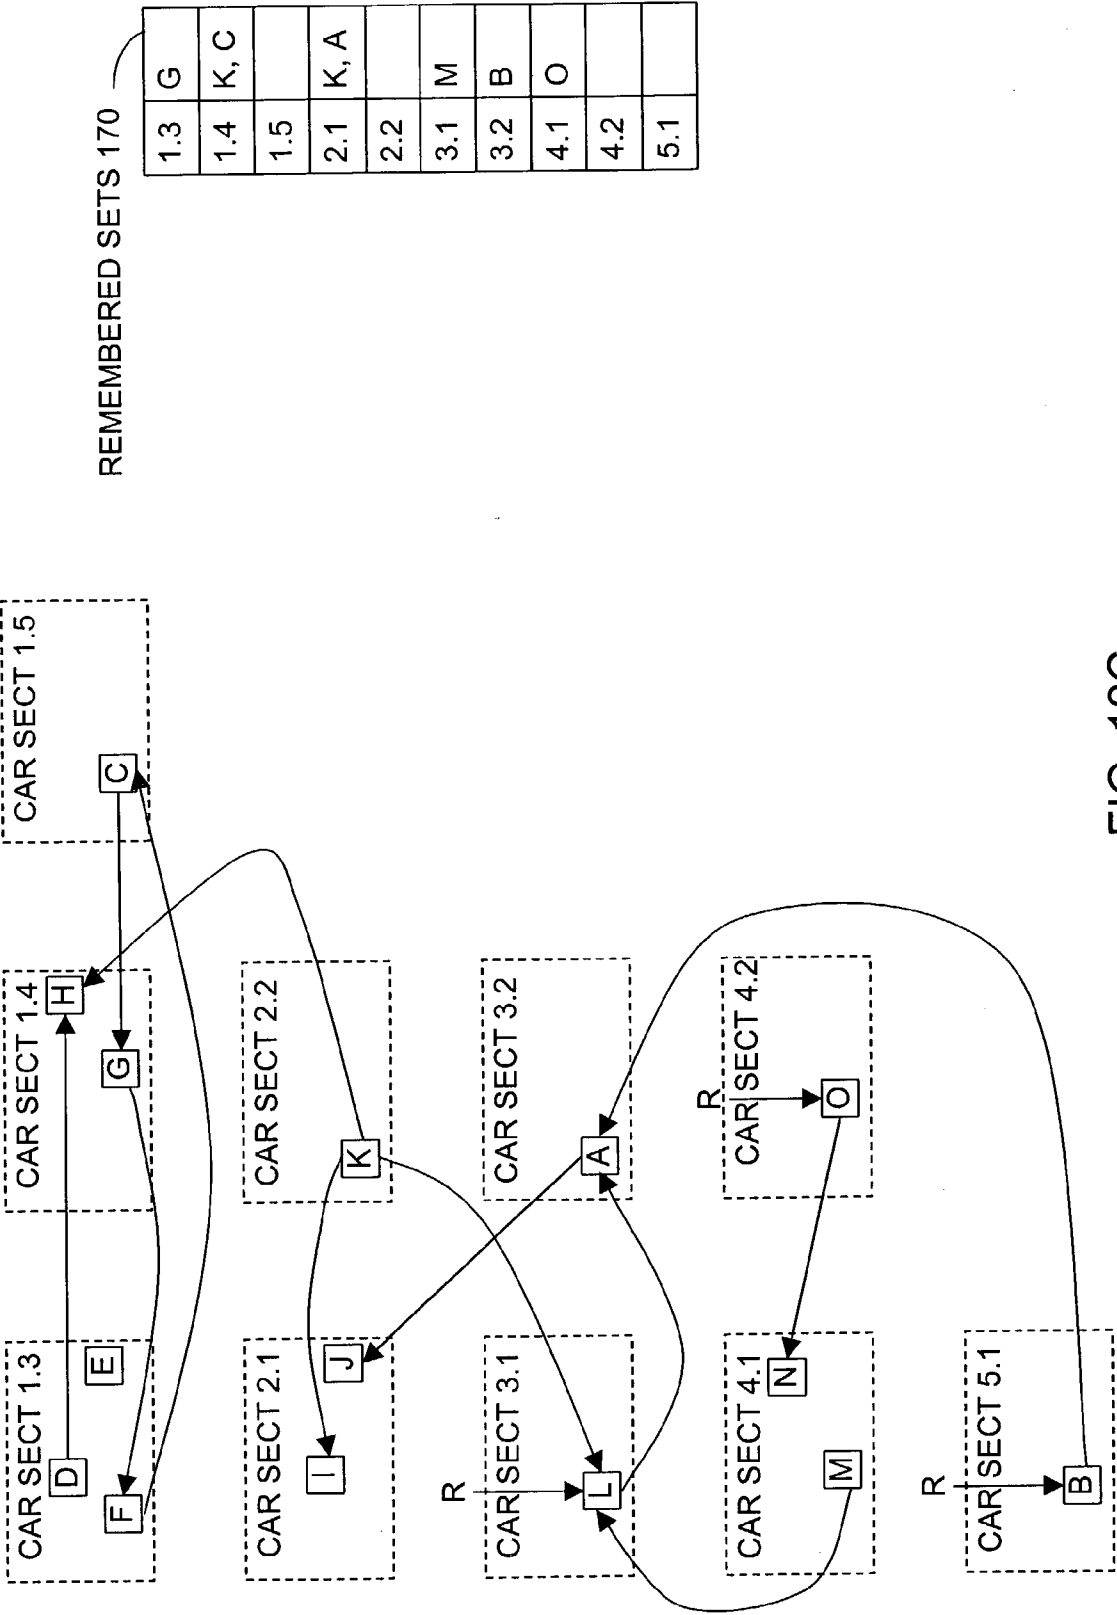 CAR SECT 1.3
D
E
F
CAR SECT 1.4
H
G
CAR SECT 1.5
C
CAR SECT 2.1
I
J
CAR SECT 2.2
K
R
CAR SECT 3.1
L
CAR SECT 3.2
A
CAR SECT 4.1
N
M
R
CAR SECT 4.2
O
R
CAR SECT 5.1
B
REMEMBERED SETS 170
1.3 G
1.4 K, C
1.5
2.1 K, A
2.2
3.1 M
3.2 B
4.1 O
4.2
5.1